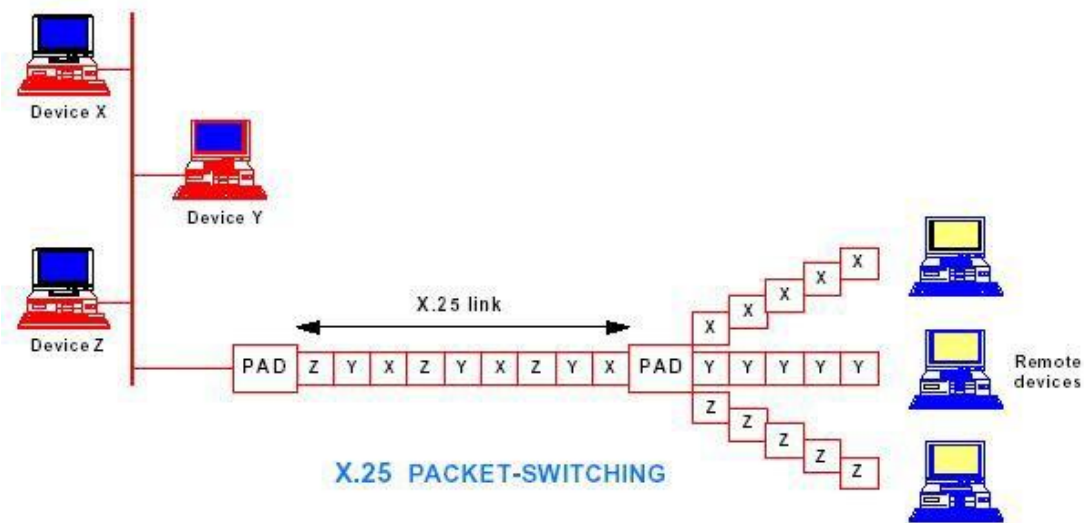 Device X
Device Y
Device Z
X.25 link
PAD Z Y X Z Y X Z Y X PAD
X X X X X
Y Y Y Y Y
Z Z Z Z Z
Remote
devices
X.25 PACKET-SWITCHING